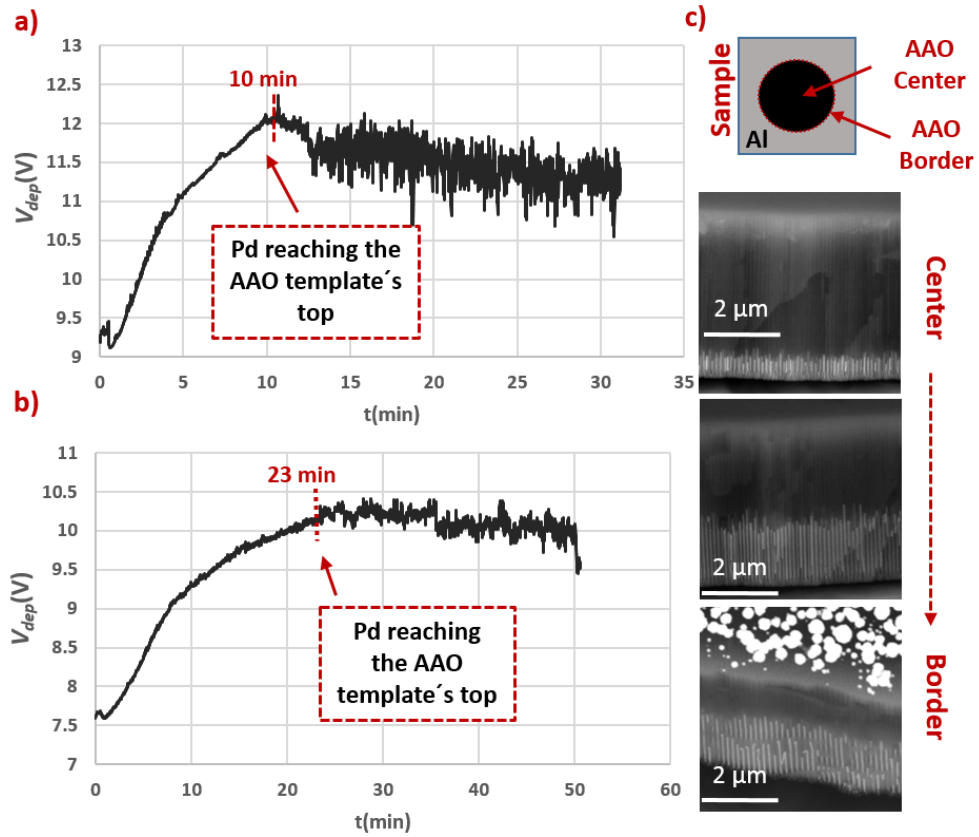 a)
13
12.5
12
11.5
11
10.5
10
9.5
9
V_dep(V)
0
5
10
15
20
25
30
35
t(min)
10 min
Pd reaching the
AAO template´s
top
b)
11
10.5
10
9.5
9
8.5
8
7.5
7
V_dep(V)
0
10
20
30
40
50
60
t(min)
23 min
Pd reaching
the AAO
template´s top
c)
Sample
Al
AAO
Center
AAO
Border
2 µm
2 µm
2 µm
Center
Border